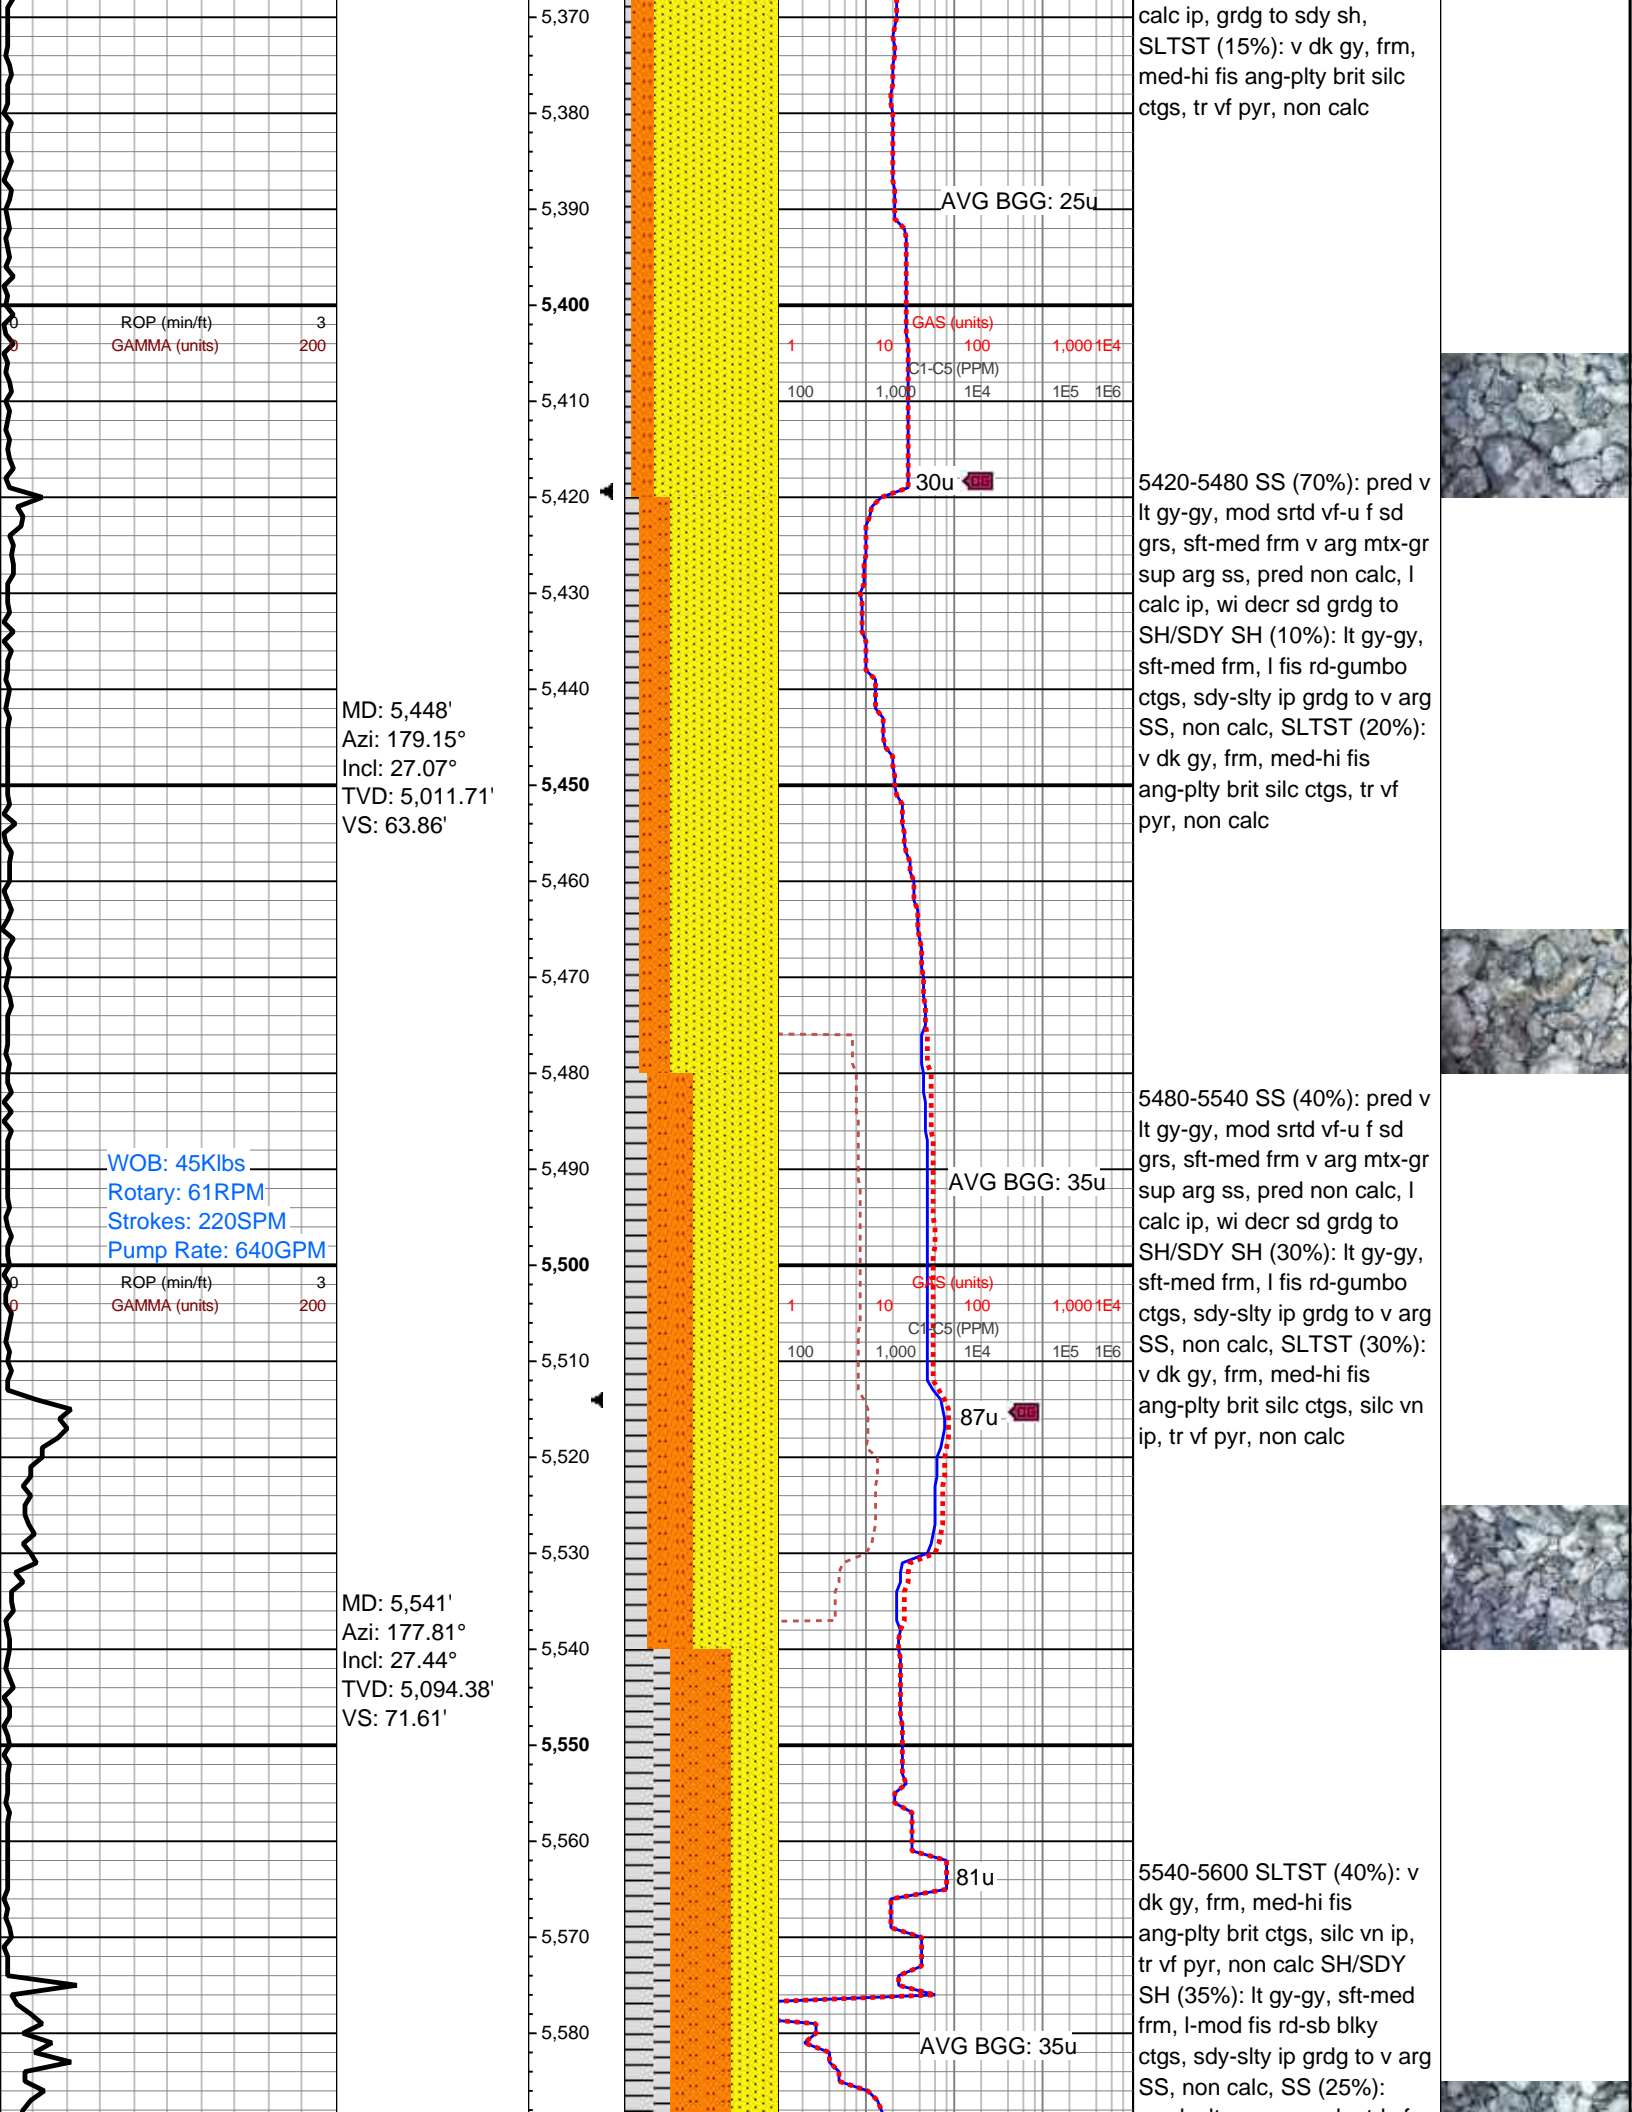 5,370
calc ip, grdg to sdy sh,
SLTST (15%): v dk gy, frm,
med-hi fis ang-plty brit silc
ctgs, tr vf pyr, non calc
5,380
5,390
AVG BGG: 25u
5,400
0 ROP (min/ft) 3
0 GAMMA (units) 200
GAS (units)
1 10 100 1,000 1E4
C1-C5 (PPM)
100 1,000 1E4 1E5 1E6
5,410
30u CG
5,420
5420-5480 SS (70%): pred v
lt gy-gy, mod srtd vf-u f sd
grs, sft-med frm v arg mtx-gr
sup arg ss, pred non calc, l
calc ip, wi decr sd grdg to
SH/SDY SH (10%): lt gy-gy,
sft-med frm, l fis rd-gumbo
ctgs, sdy-slty ip grdg to v arg
SS, non calc, SLTST (20%):
v dk gy, frm, med-hi fis
ang-plty brit silc ctgs, tr vf
pyr, non calc
5,430
5,440
MD: 5,448'
Azi: 179.15°
Incl: 27.07°
TVD: 5,011.71'
VS: 63.86'
5,450
5,460
5,470
5,480
5480-5540 SS (40%): pred v
lt gy-gy, mod srtd vf-u f sd
grs, sft-med frm v arg mtx-gr
sup arg ss, pred non calc, l
calc ip, wi decr sd grdg to
SH/SDY SH (30%): lt gy-gy,
sft-med frm, l fis rd-gumbo
ctgs, sdy-slty ip grdg to v arg
SS, non calc, SLTST (30%):
v dk gy, frm, med-hi fis
ang-plty brit silc ctgs, silc vn
ip, tr vf pyr, non calc
WOB: 45Klbs
Rotary: 61RPM
Strokes: 220SPM
Pump Rate: 640GPM
5,490
AVG BGG: 35u
5,500
0 ROP (min/ft) 3
0 GAMMA (units) 200
GAS (units)
1 10 100 1,000 1E4
C1-C5 (PPM)
100 1,000 1E4 1E5 1E6
5,510
87u CG
5,520
5,530
MD: 5,541'
Azi: 177.81°
Incl: 27.44°
TVD: 5,094.38'
VS: 71.61'
5,540
5,550
5,560
81u
5540-5600 SLTST (40%): v
dk gy, frm, med-hi fis
ang-plty brit ctgs, silc vn ip,
tr vf pyr, non calc SH/SDY
SH (35%): lt gy-gy, sft-med
frm, l-mod fis rd-sb blky
ctgs, sdy-slty ip grdg to v arg
SS, non calc, SS (25%):
5,570
5,580
AVG BGG: 35u